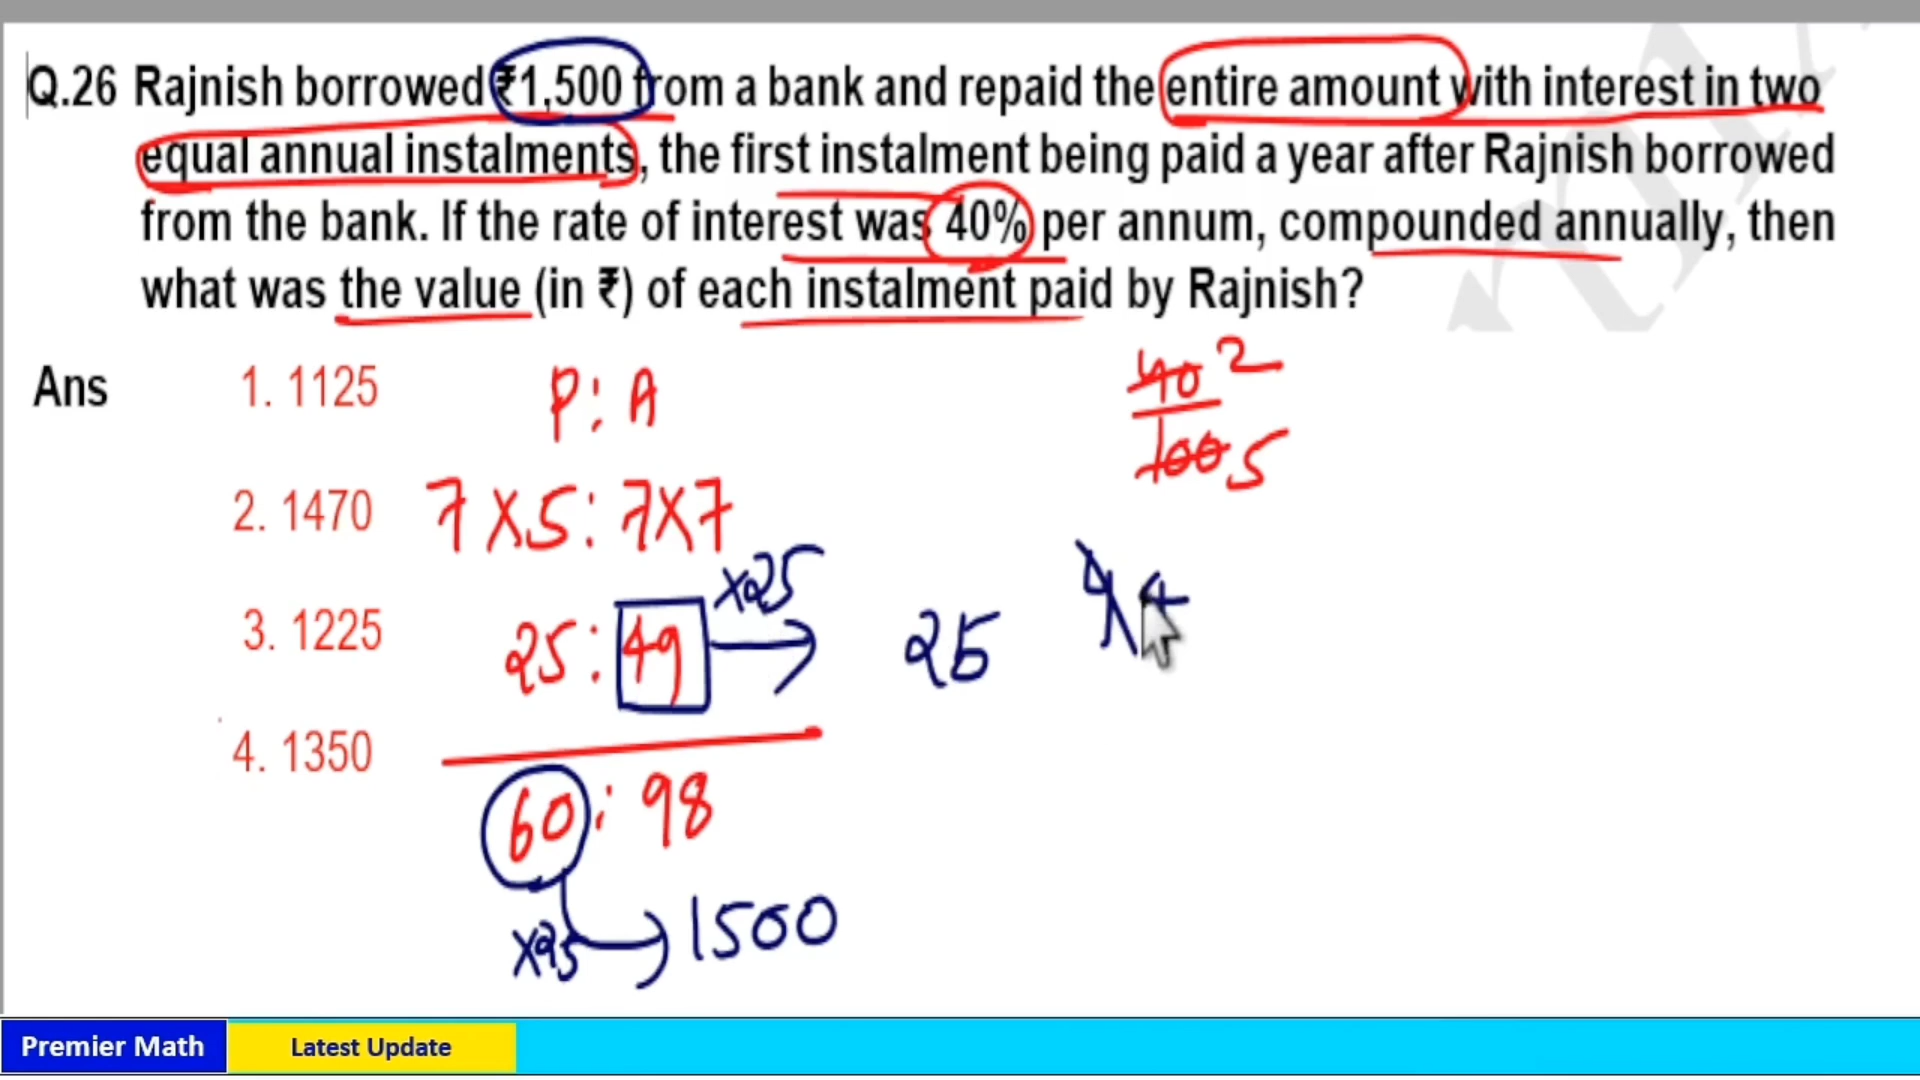 Q.26 Rajnish borrowed ₹1,500 from a bank and repaid the entire amount with interest in two
equal annual instalments, the first instalment being paid a year after Rajnish borrowed
from the bank. If the rate of interest was 40% per annum, compounded annually, then
what was the value (in ₹) of each instalment paid by Rajnish?
Ans
1. 1125
2. 1470
3. 1225
4. 1350
P : A
7 × 5 : 7 × 7
25 : 49
×25
60 : 98
×25
1500
40 2
100 5
25